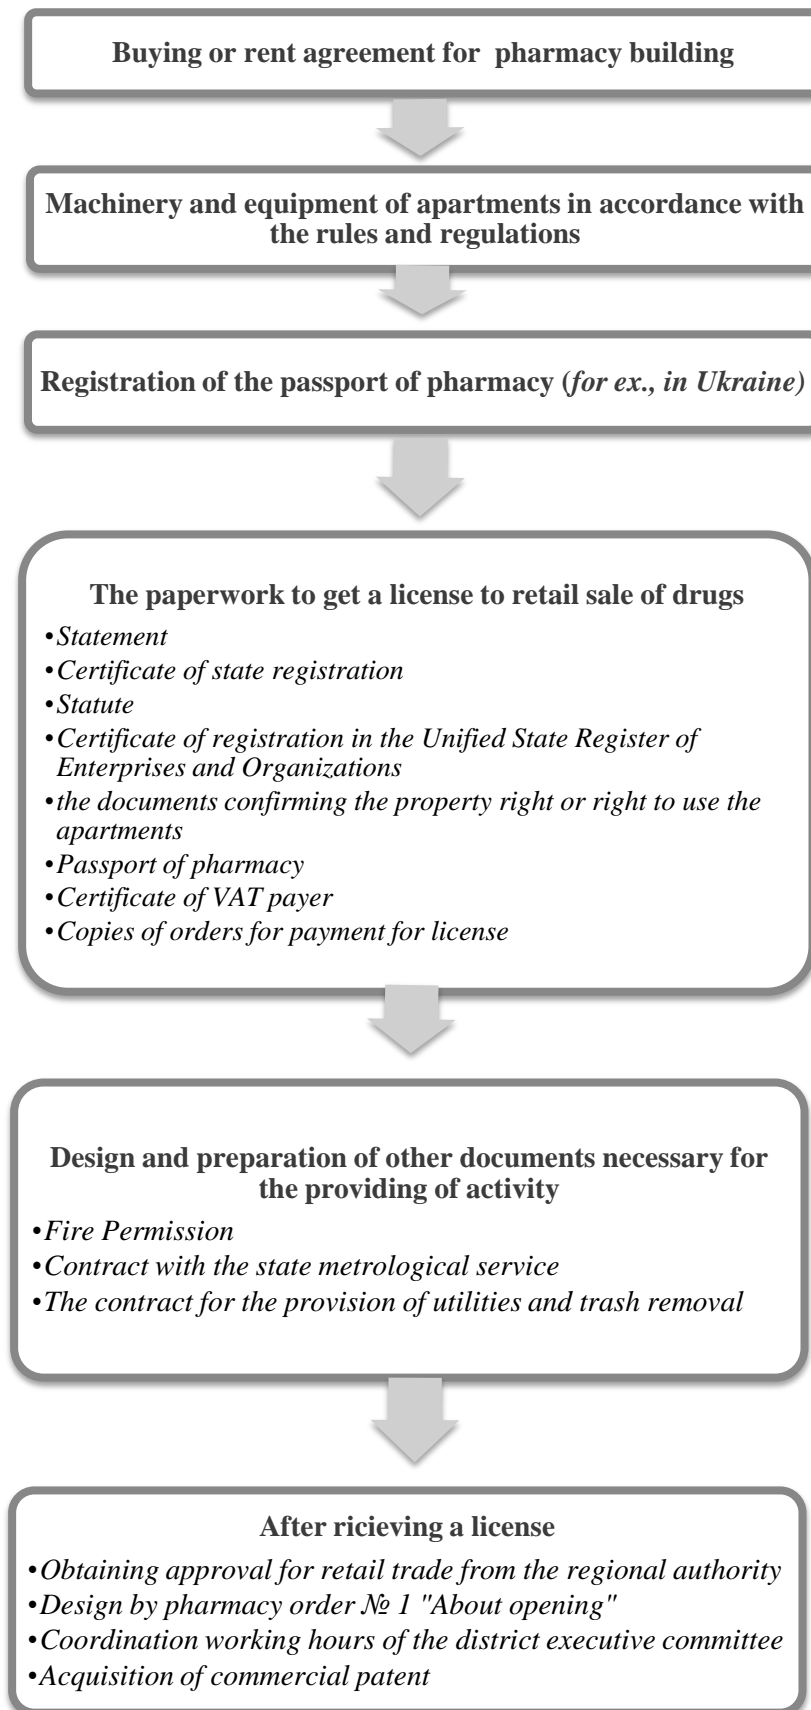 Buying or rent agreement for pharmacy building
Machinery and equipment of apartments in accordance with
the rules and regulations
Registration of the passport of pharmacy (for ex., in Ukraine)
The paperwork to get a license to retail sale of drugs
•Statement
•Certificate of state registration
•Statute
•Certificate of registration in the Unified State Register of
Enterprises and Organizations
•the documents confirming the property right or right to use the
apartments
•Passport of pharmacy
•Certificate of VAT payer
•Copies of orders for payment for license
Design and preparation of other documents necessary for
the providing of activity
•Fire Permission
•Contract with the state metrological service
•The contract for the provision of utilities and trash removal
After ricieving a license
•Obtaining approval for retail trade from the regional authority
•Design by pharmacy order № 1 "About opening"
•Coordination working hours of the district executive committee
•Acquisition of commercial patent